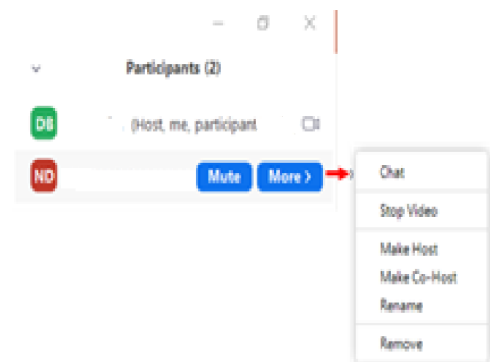 Participants (2)
DB (Host, me, participant
ND Mute More >
Chat
Stop Video
Make Host
Make Co-Host
Rename
Remove